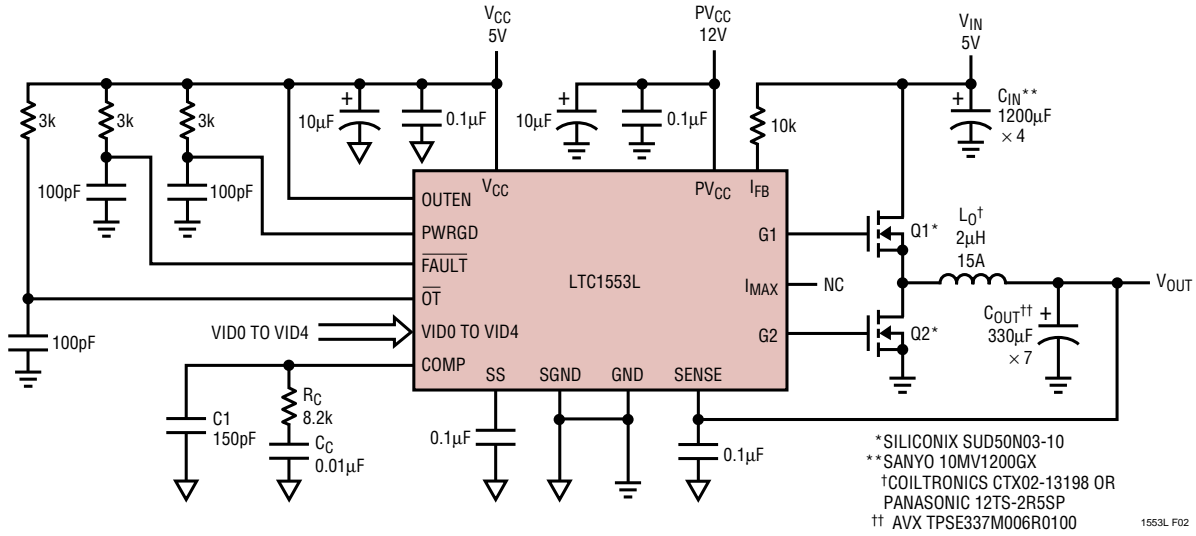 VCC
5V
PVCC
12V
VIN
5V
3k
3k
3k
10µF
+
0.1µF
10µF
+
0.1µF
10k
+
CIN**
1200µF
× 4
100pF
100pF
OUTEN
VCC
PVCC
IFB
PWRGD
FAULT
OT
VID0 TO VID4
VID0 TO VID4
COMP
LTC1553L
G1
IMAX
NC
G2
Q1*
Q2*
LO†
2µH
15A
VOUT
COUT††
+
330µF
× 7
100pF
SS
SGND
GND
SENSE
C1
150pF
RC
8.2k
CC
0.01µF
0.1µF
0.1µF
*SILICONIX SUD50N03-10
**SANYO 10MV1200GX
†COILTRONICS CTX02-13198 OR
PANASONIC 12TS-2R5SP
†† AVX TPSE337M006R0100
1553L F02